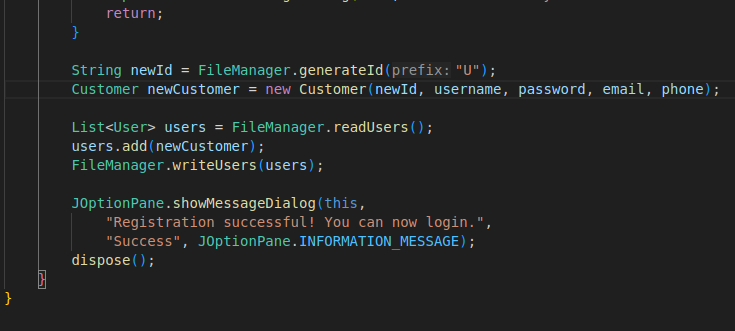 return;
}
String newId = FileManager.generateId(prefix:"U");
Customer newCustomer = new Customer(newId, username, password, email, phone);
List<User> users = FileManager.readUsers();
users.add(newCustomer);
FileManager.writeUsers(users);
JOptionPane.showMessageDialog(this,
"Registration successful! You can now login.",
"Success", JOptionPane.INFORMATION_MESSAGE);
dispose();
}
}